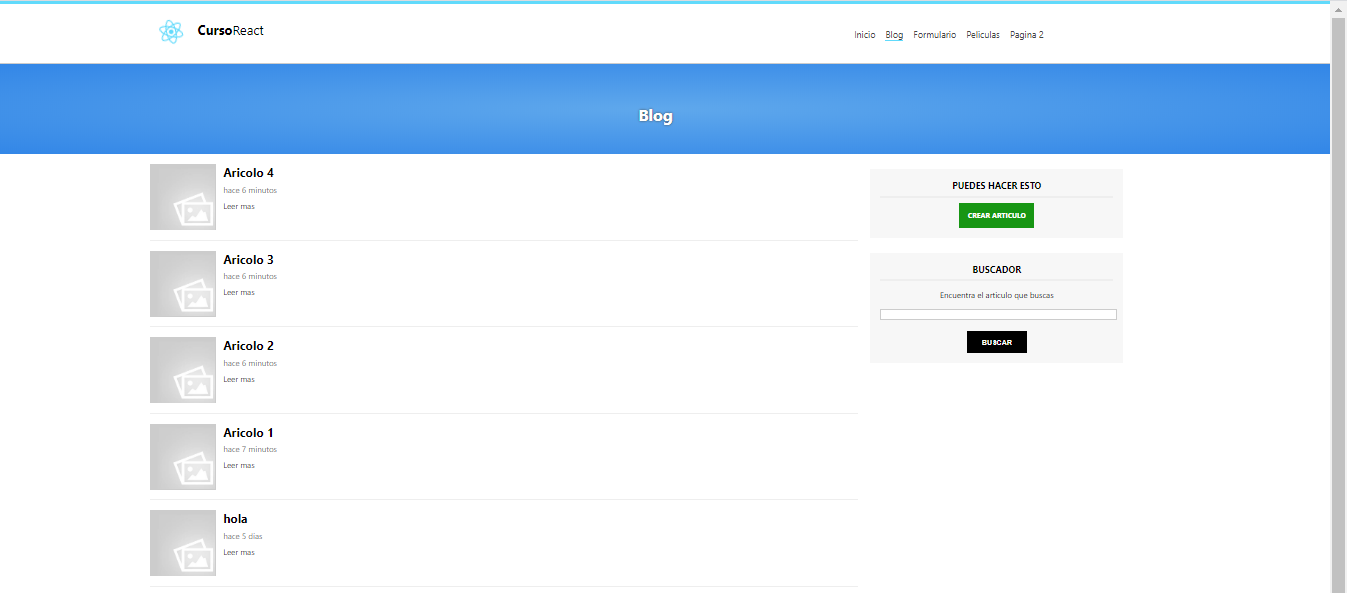 CursoReact
Inicio Blog Formulario Peliculas Pagina 2
Blog
Aricolo 4
hace 6 minutos
Leer mas
Aricolo 3
hace 6 minutos
Leer mas
Aricolo 2
hace 6 minutos
Leer mas
Aricolo 1
hace 7 minutos
Leer mas
hola
hace 5 días
Leer mas
PUEDES HACER ESTO
CREAR ARTICULO
BUSCADOR
Encuentra el articulo que buscas
BUSCAR